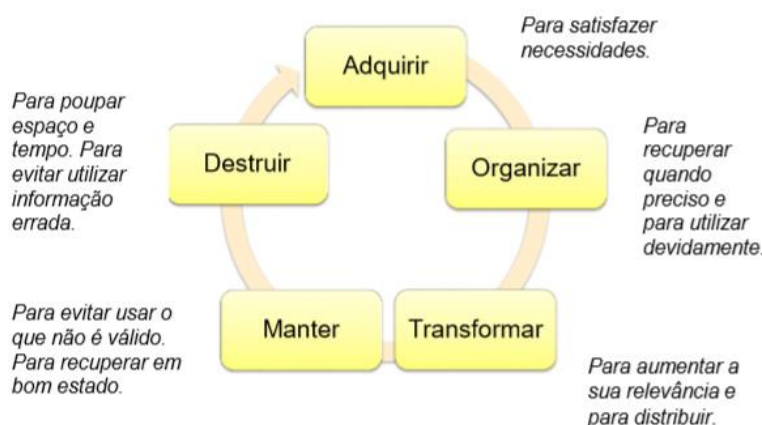 Adquirir
Para satisfazer
necessidades.
Organizar
Para
recuperar
quando
preciso e
para utilizar
devidamente.
Transformar
Para aumentar a
sua relevância e
para distribuir.
Manter
Para evitar usar o
que não é válido.
Para recuperar em
bom estado.
Destruir
Para poupar
espaço e
tempo. Para
evitar utilizar
informação
errada.